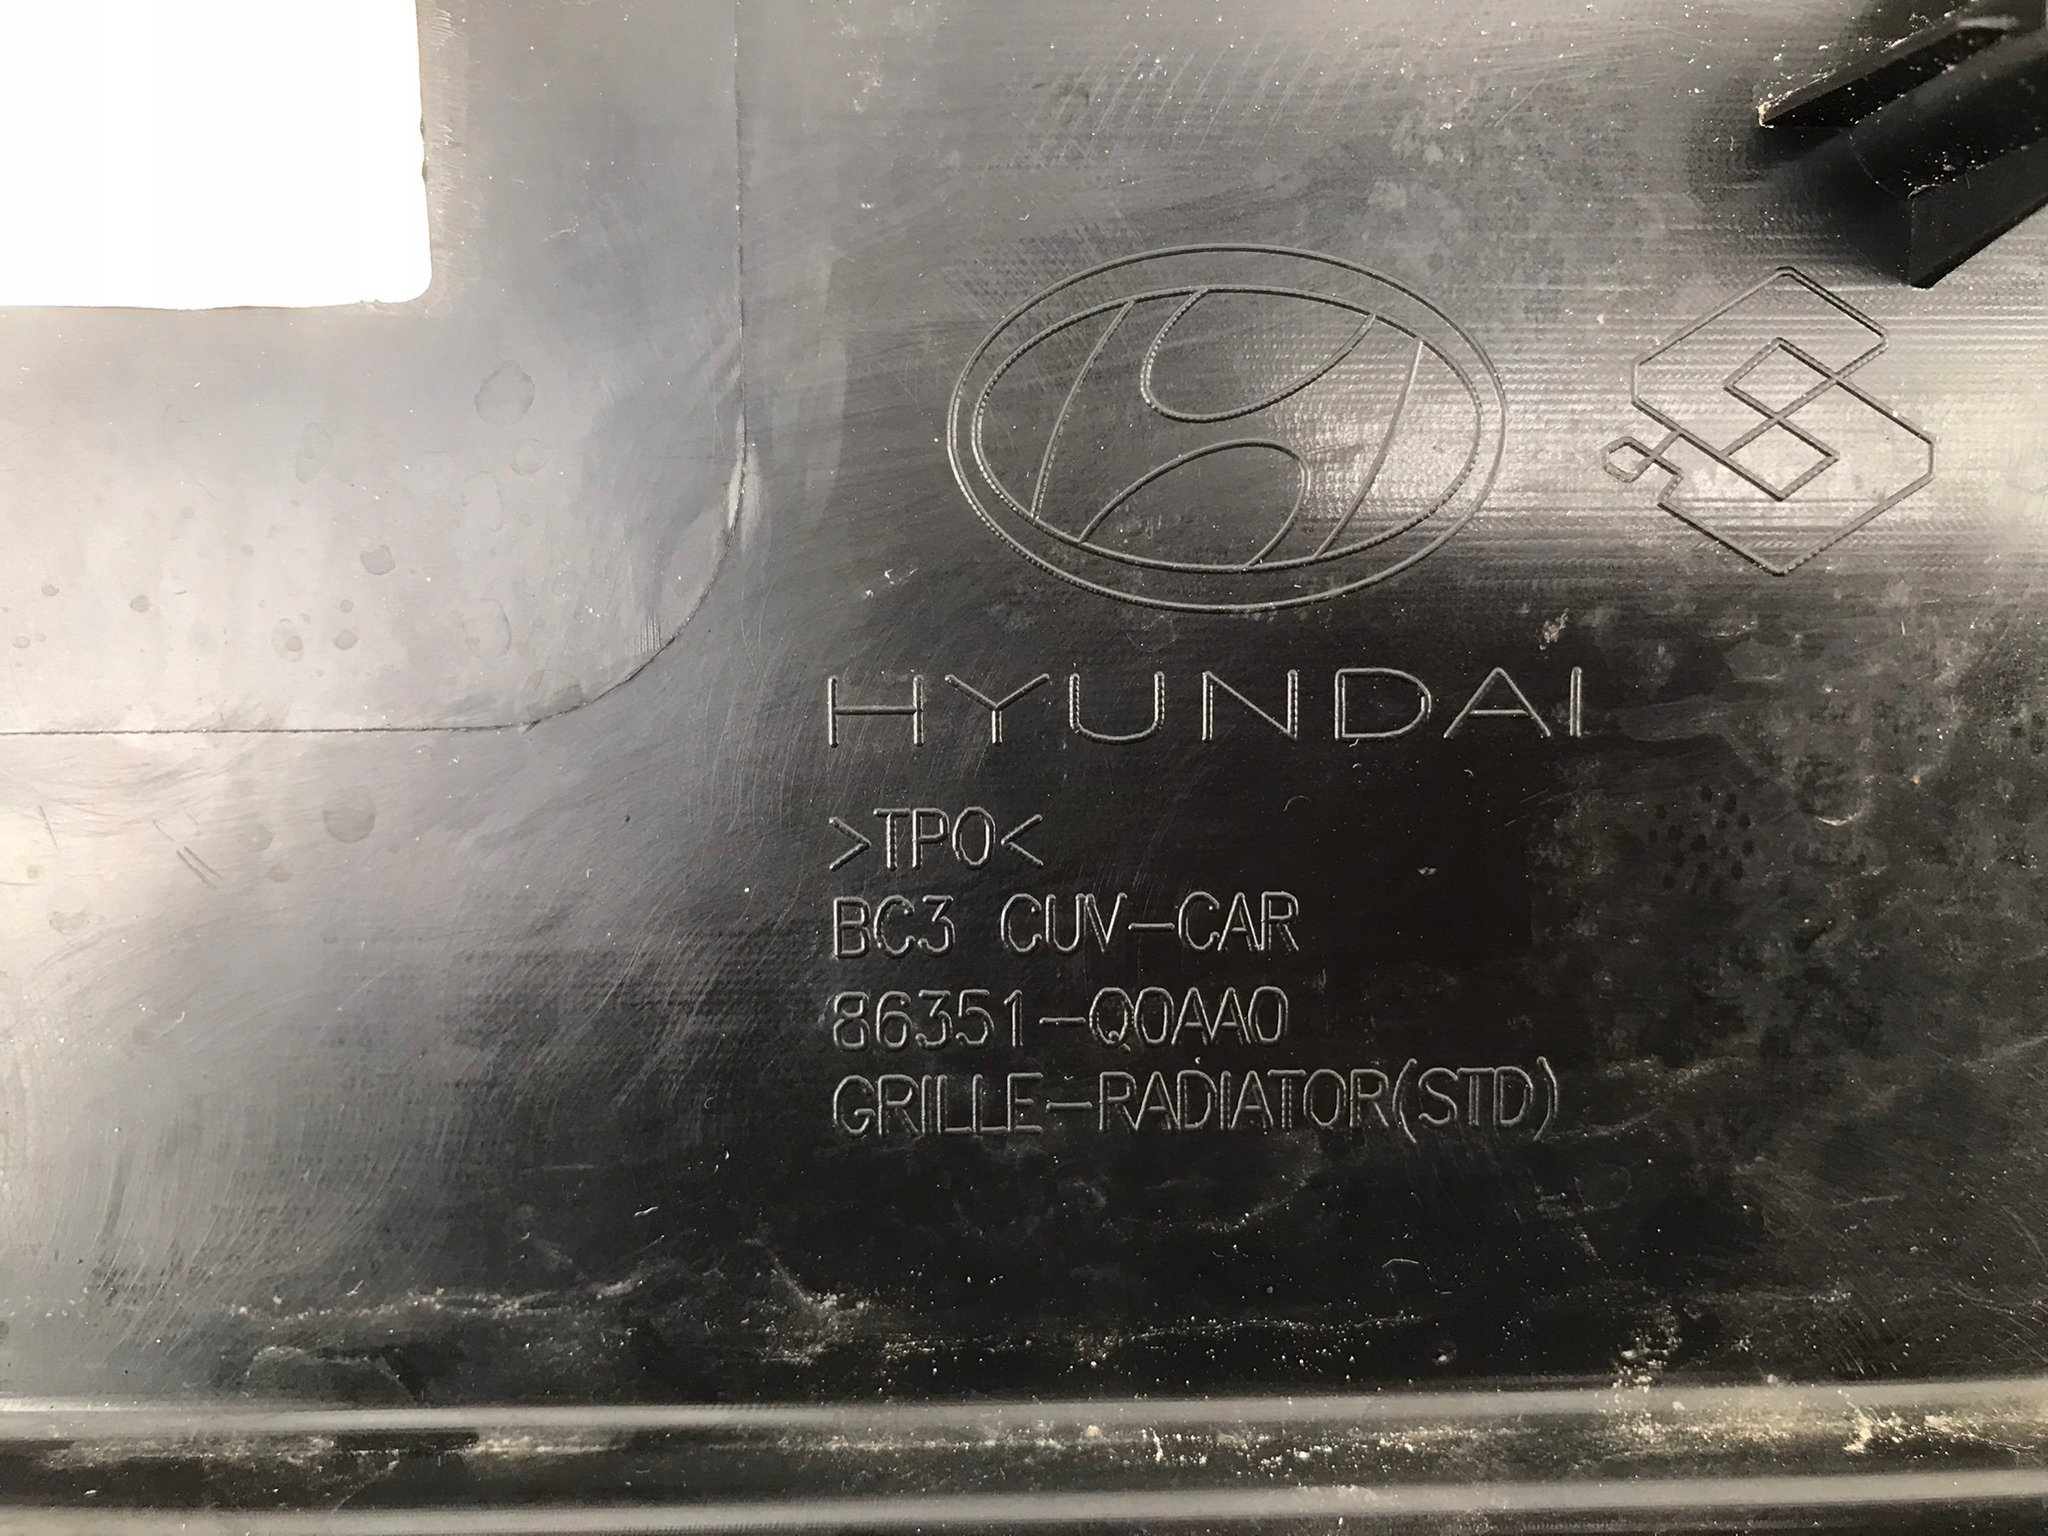 HYUNDAI
>TPO<
BC3 CUV-CAR
86351-Q0AA0
GRILLE-RADIATOR(STD)